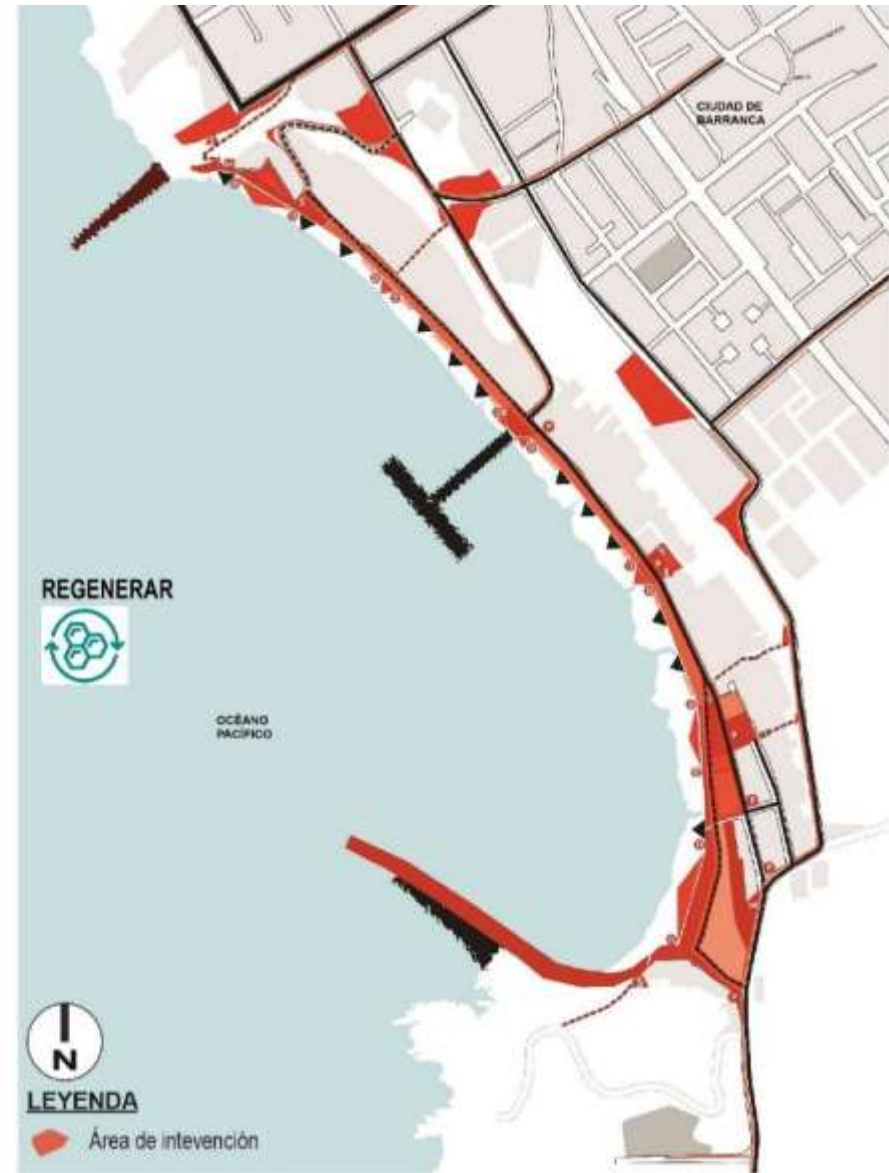 CIUDAD DE
BARRANCA
REGENERAR
OCÉANO
PACÍFICO
N
LEYENDA
Área de intevención